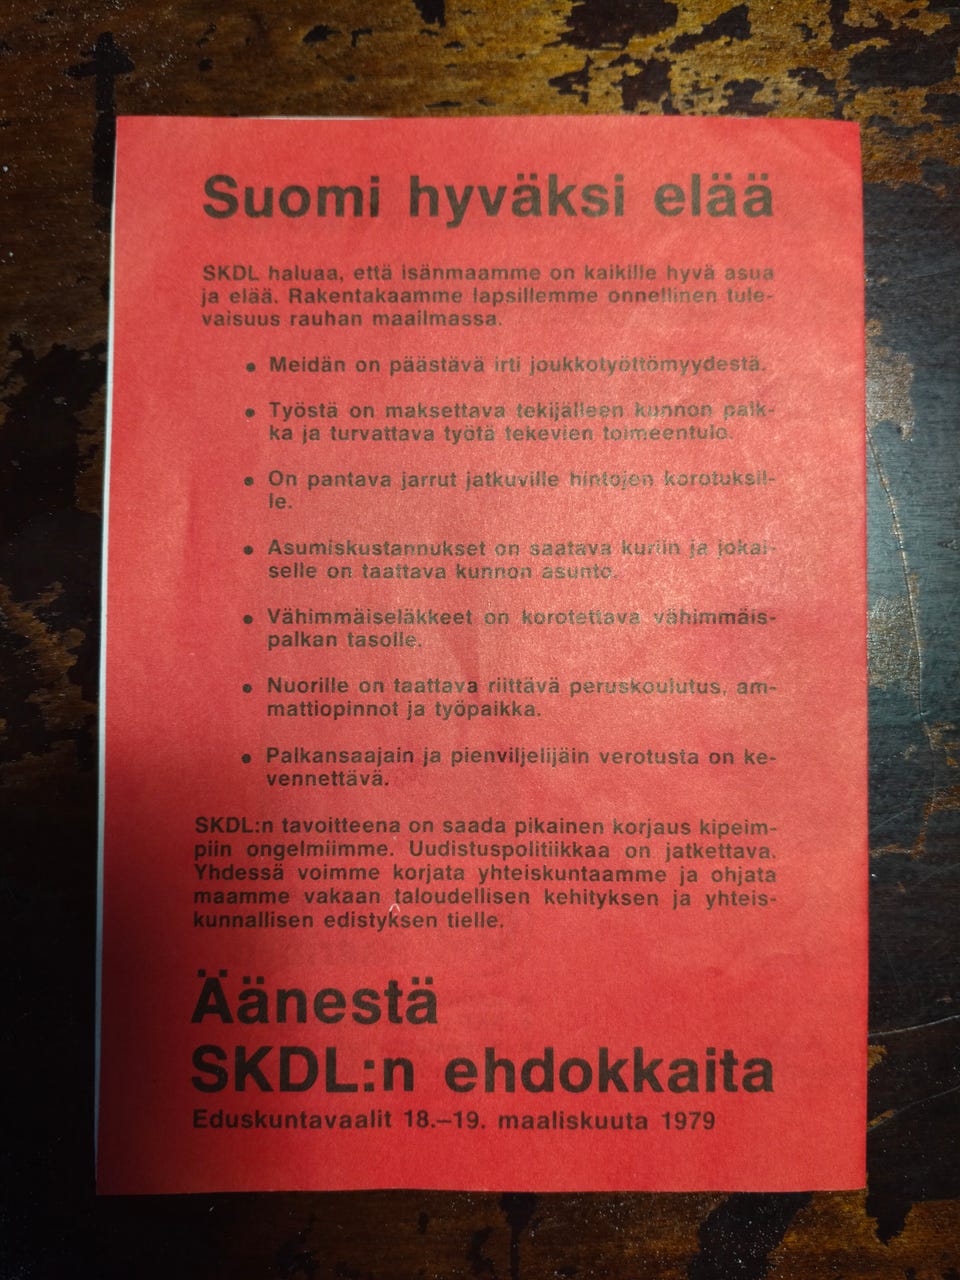 Suomi hyväksi elää
SKDL haluaa, että isänmaamme on kaikille hyvä asua
ja elää. Rakentakaamme lapsillemme onnellinen tule-
vaisuus rauhan maailmassa.
• Meidän on päästävä irti joukkotyöttömyydestä.
• Työstä on maksettava tekijälleen kunnon palk-
ka ja turvattava työtä tekevien toimeentulo.
• On pantava jarrut jatkuville hintojen korotuksil-
le.
• Asumiskustannukset on saatava kuriin ja jokai-
selle on taattava kunnon asunto.
• Vähimmäiseläkkeet on korotettava vähimmäis-
palkan tasolle.
• Nuorille on taattava riittävä peruskoulutus, am-
mattiopinnot ja työpaikka.
• Palkansaajain ja pienviljelijäin verotusta on ke-
vennettävä.
SKDL:n tavoitteena on saada pikainen korjaus kipeim-
piin ongelmiimme. Uudistuspolitiikkaa on jatkettava.
Yhdessä voimme korjata yhteiskuntaamme ja ohjata
maamme vakaan taloudellisen kehityksen ja yhteis-
kunnallisen edistyksen tielle.
Äänestä
SKDL:n ehdokkaita
Eduskuntavaalit 18.–19. maaliskuuta 1979